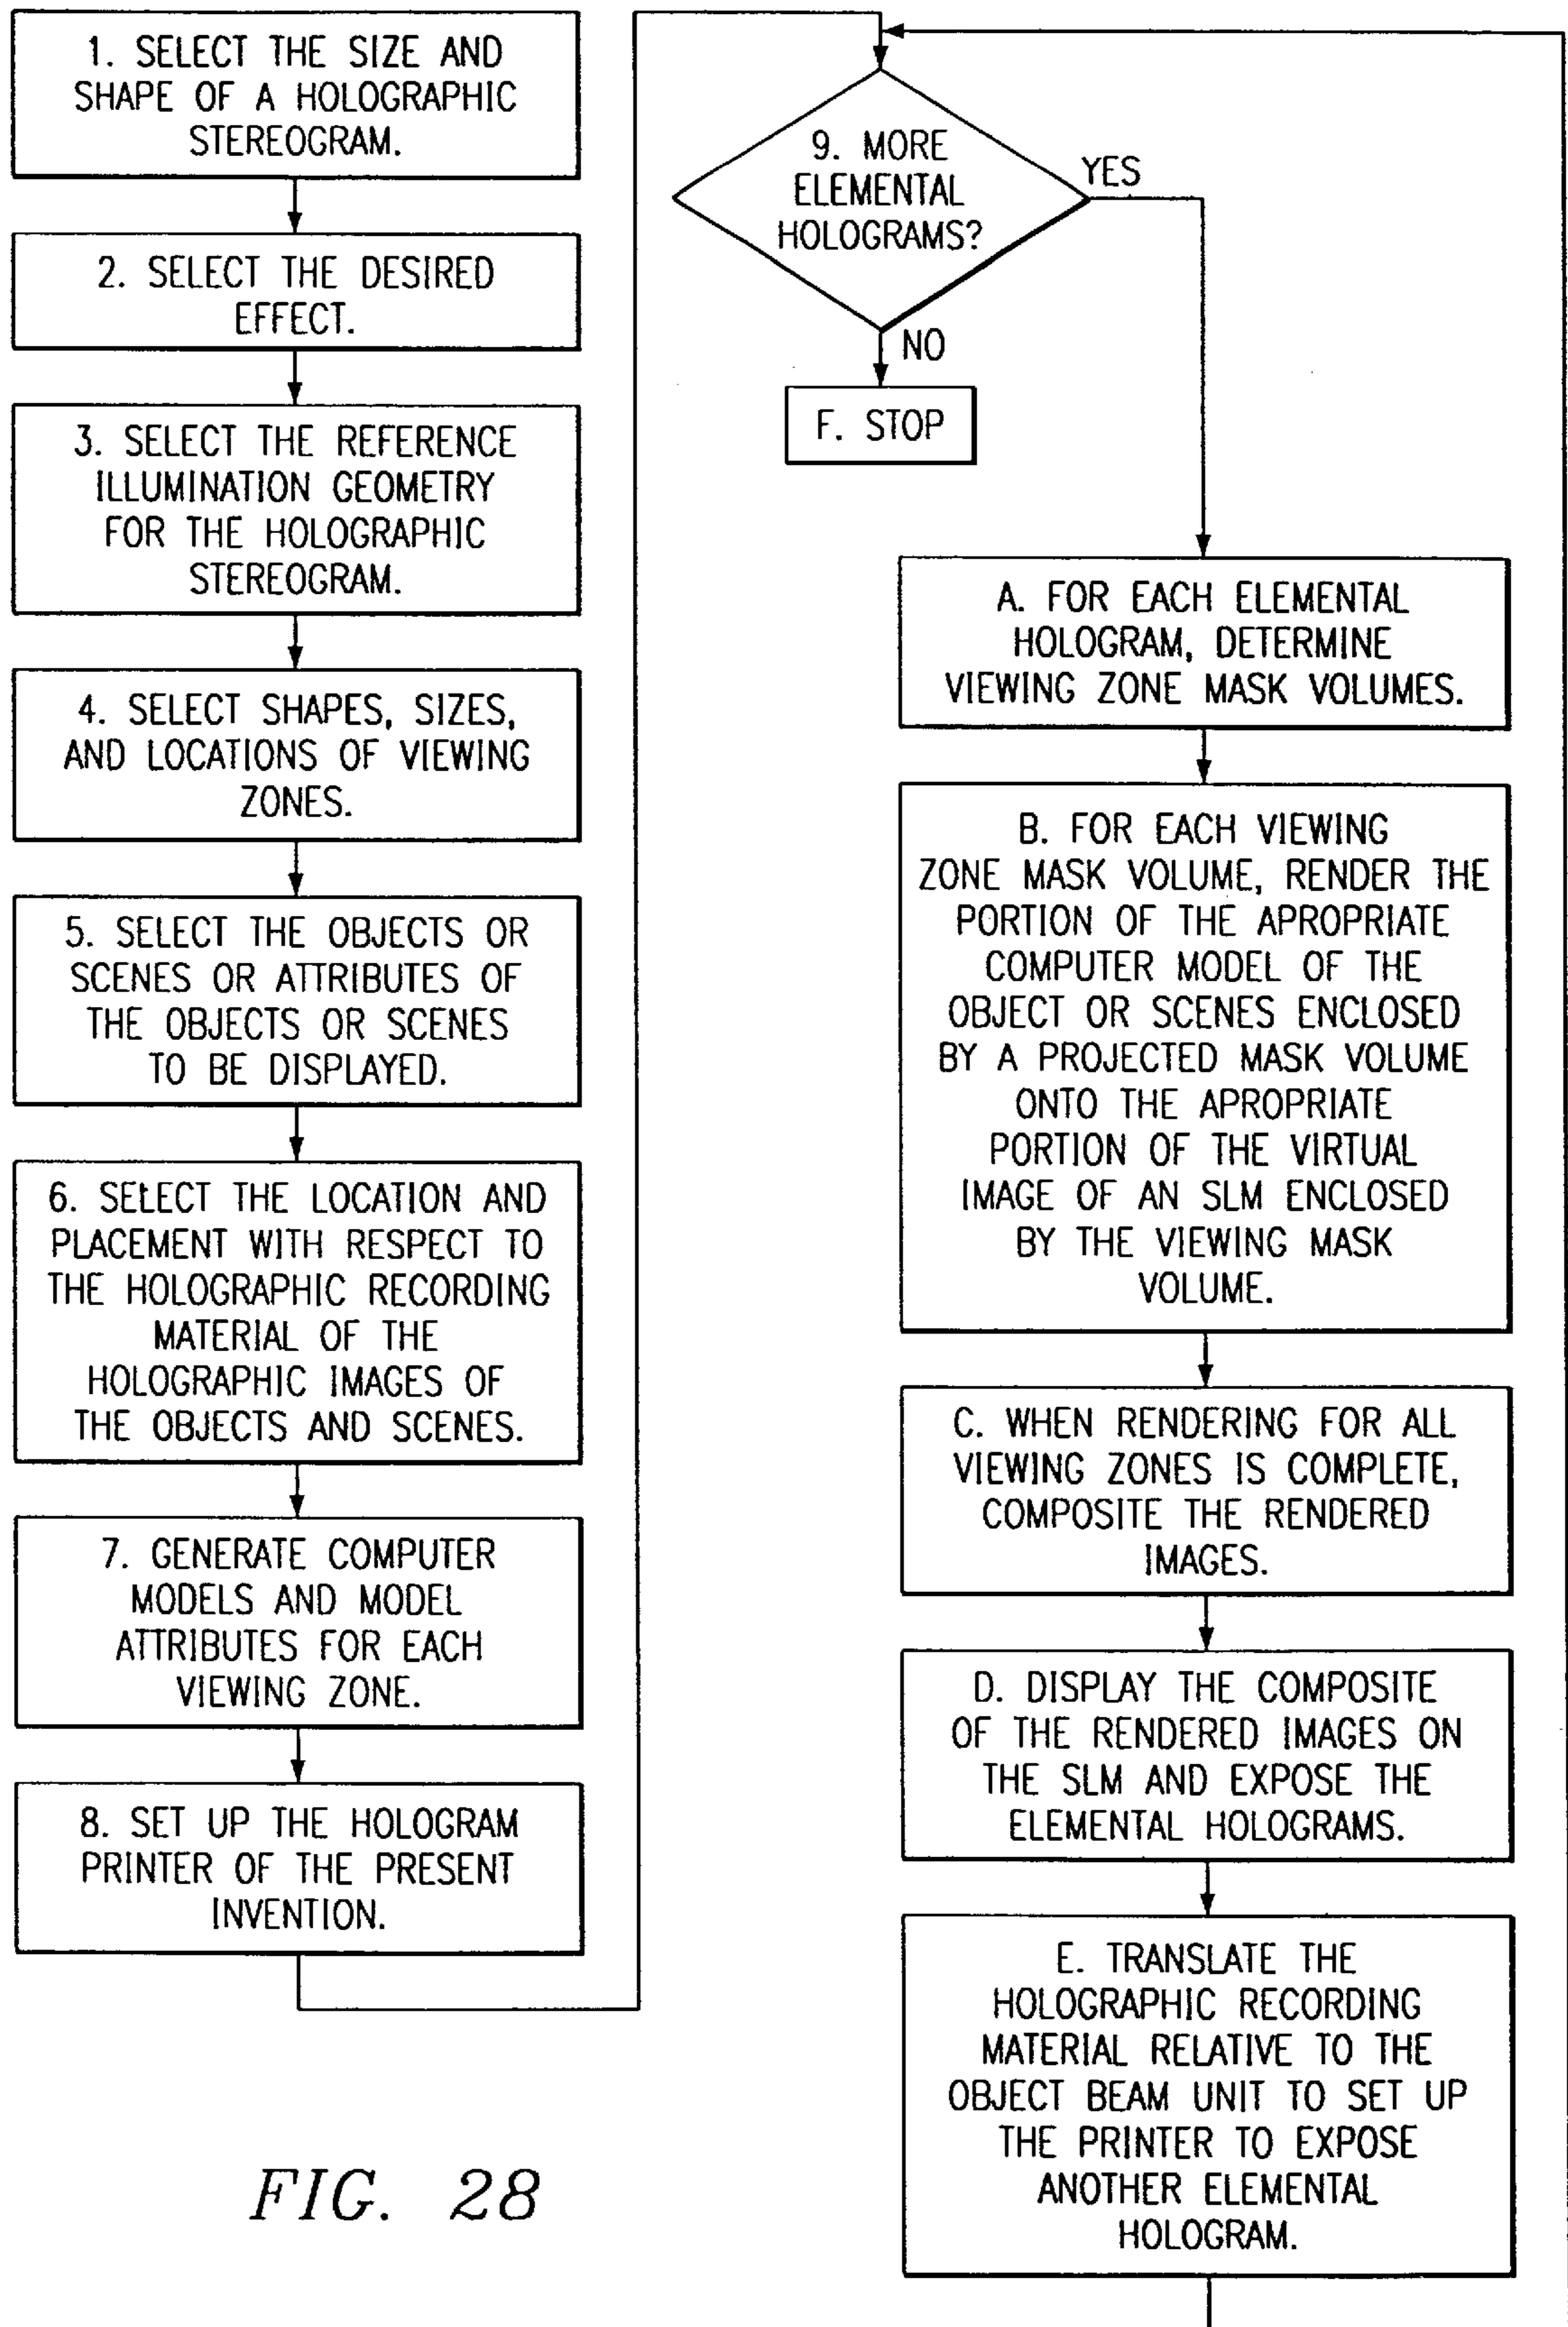 1. SELECT THE SIZE AND
SHAPE OF A HOLOGRAPHIC
STEREOGRAM.
2. SELECT THE DESIRED
EFFECT.
3. SELECT THE REFERENCE
ILLUMINATION GEOMETRY
FOR THE HOLOGRAPHIC
STEREOGRAM.
4. SELECT SHAPES, SIZES,
AND LOCATIONS OF VIEWING
ZONES.
5. SELECT THE OBJECTS OR
SCENES OR ATTRIBUTES OF
THE OBJECTS OR SCENES
TO BE DISPLAYED.
6. SELECT THE LOCATION AND
PLACEMENT WITH RESPECT TO
THE HOLOGRAPHIC RECORDING
MATERIAL OF THE
HOLOGRAPHIC IMAGES OF
THE OBJECTS AND SCENES.
7. GENERATE COMPUTER
MODELS AND MODEL
ATTRIBUTES FOR EACH
VIEWING ZONE.
8. SET UP THE HOLOGRAM
PRINTER OF THE PRESENT
INVENTION.
9. MORE
ELEMENTAL
HOLOGRAMS?
YES
NO
F. STOP
A. FOR EACH ELEMENTAL
HOLOGRAM, DETERMINE
VIEWING ZONE MASK VOLUMES.
B. FOR EACH VIEWING
ZONE MASK VOLUME, RENDER THE
PORTION OF THE APROPRIATE
COMPUTER MODEL OF THE
OBJECT OR SCENES ENCLOSED
BY A PROJECTED MASK VOLUME
ONTO THE APROPRIATE
PORTION OF THE VIRTUAL
IMAGE OF AN SLM ENCLOSED
BY THE VIEWING MASK
VOLUME.
C. WHEN RENDERING FOR ALL
VIEWING ZONES IS COMPLETE,
COMPOSITE THE RENDERED
IMAGES.
D. DISPLAY THE COMPOSITE
OF THE RENDERED IMAGES ON
THE SLM AND EXPOSE THE
ELEMENTAL HOLOGRAMS.
E. TRANSLATE THE
HOLOGRAPHIC RECORDING
MATERIAL RELATIVE TO THE
OBJECT BEAM UNIT TO SET UP
THE PRINTER TO EXPOSE
ANOTHER ELEMENTAL
HOLOGRAM.
FIG. 28